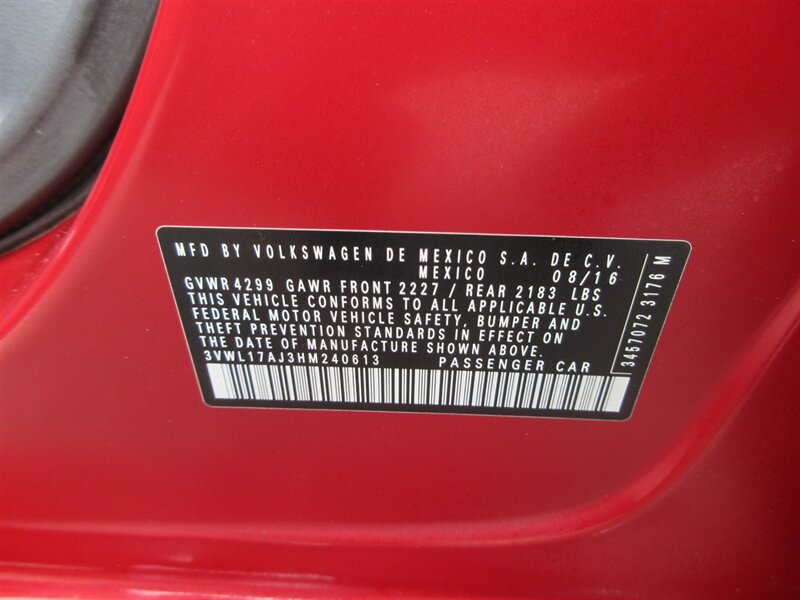 MFD BY VOLKSWAGEN DE MEXICO S.A. DE C.V.
MEXICO 08/16
GVWR 4299 GAWR FRONT 2227 / REAR 2183 LBS
THIS VEHICLE CONFORMS TO ALL APPLICABLE U.S.
FEDERAL MOTOR VEHICLE SAFETY, BUMPER AND
THEFT PREVENTION STANDARDS IN EFFECT ON
THE DATE OF MANUFACTURE SHOWN ABOVE.
3VWL17AJ3HM240613 PASSENGER CAR
3457072 3176 M